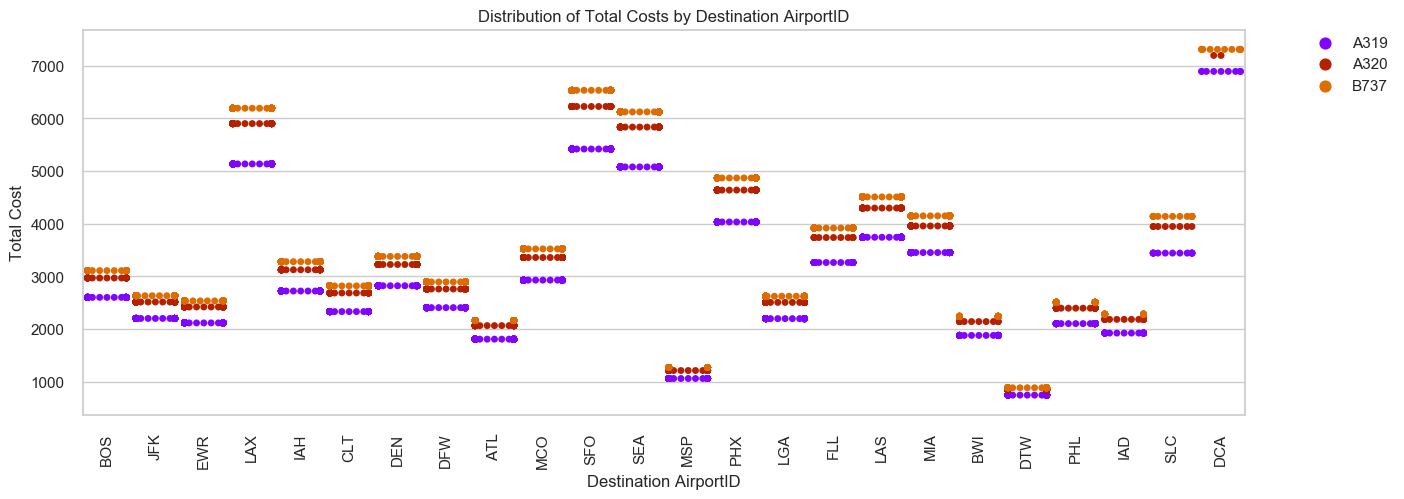 Distribution of Total Costs by Destination AirportID
A319
A320
B737
Total Cost
7000
6000
5000
4000
3000
2000
1000
BOS
JFK
EWR
LAX
IAH
CLT
DEN
DFW
ATL
MCO
SFO
SEA
MSP
PHX
LGA
FLL
LAS
MIA
BWI
DTW
PHL
IAD
SLC
DCA
Destination AirportID